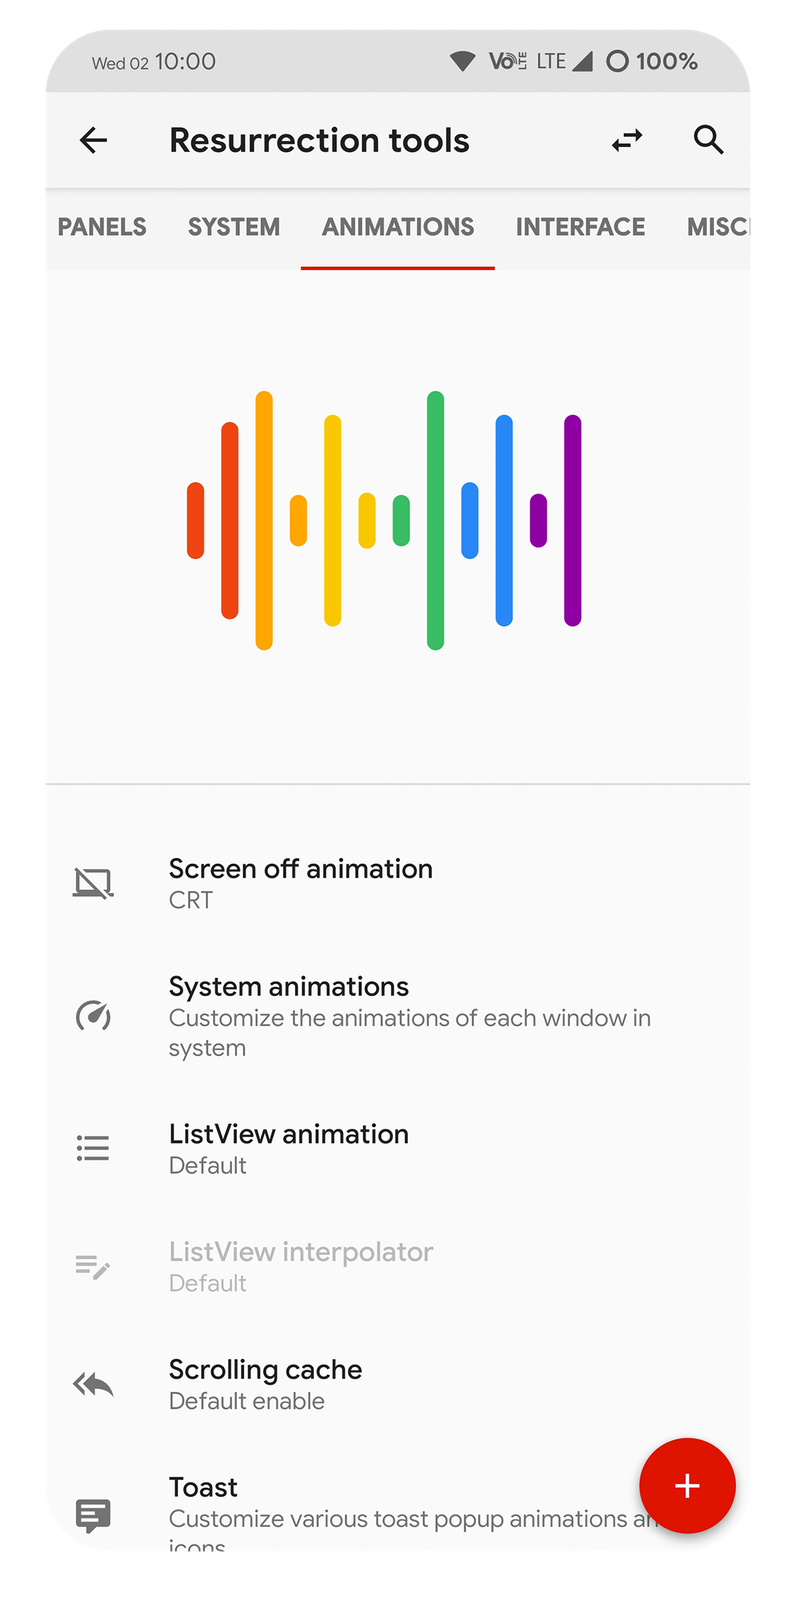 Wed 02 10:00 VoLTE LTE 100%
Resurrection tools
PANELS SYSTEM ANIMATIONS INTERFACE MISC
Screen off animation
CRT
System animations
Customize the animations of each window in
system
ListView animation
Default
ListView interpolator
Default
Scrolling cache
Default enable
Toast
Customize various toast popup animations an
icons